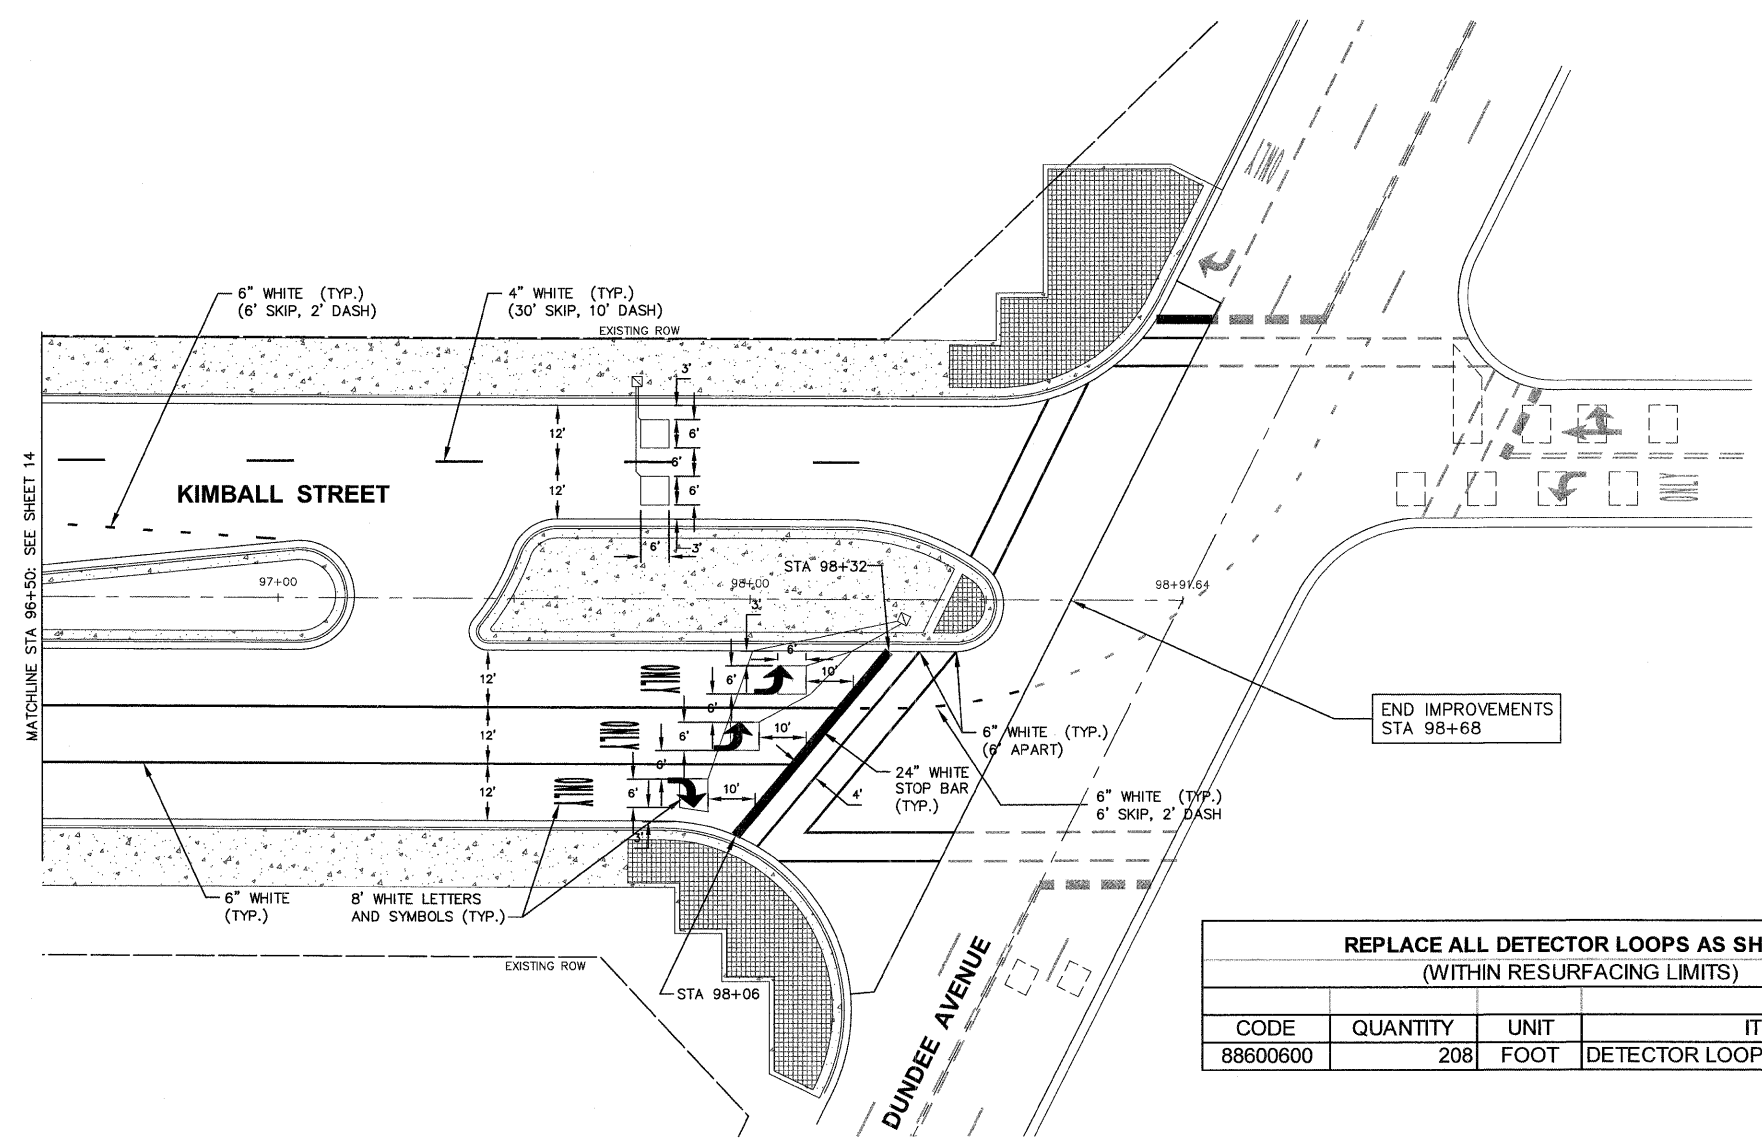 6" WHITE (TYP.)
(6' SKIP, 2' DASH)
4" WHITE (TYP.)
(30' SKIP, 10' DASH)
EXISTING ROW
3'
12'
6'
6'
12'
6'
KIMBALL STREET
MATCHLINE STA 96+50: SEE SHEET 14
6'
3'
STA 98+32
97+00
98+00
98+91.64
3'
6'
12'
ONLY
6'
10'
6'
12'
ONLY
6'
10'
6'
12'
ONLY
6'
10'
3'
4'
6" WHITE (TYP.)
(6' APART)
24" WHITE
STOP BAR
(TYP.)
6" WHITE (TYP.)
6' SKIP, 2' DASH
END IMPROVEMENTS
STA 98+68
ONLY
ONLY
6" WHITE
(TYP.)
8' WHITE LETTERS
AND SYMBOLS (TYP.)
EXISTING ROW
STA 98+06
DUNDEE AVENUE
REPLACE ALL DETECTOR LOOPS AS SH
(WITHIN RESURFACING LIMITS)
CODE QUANTITY UNIT IT
88600600 208 FOOT DETECTOR LOOP